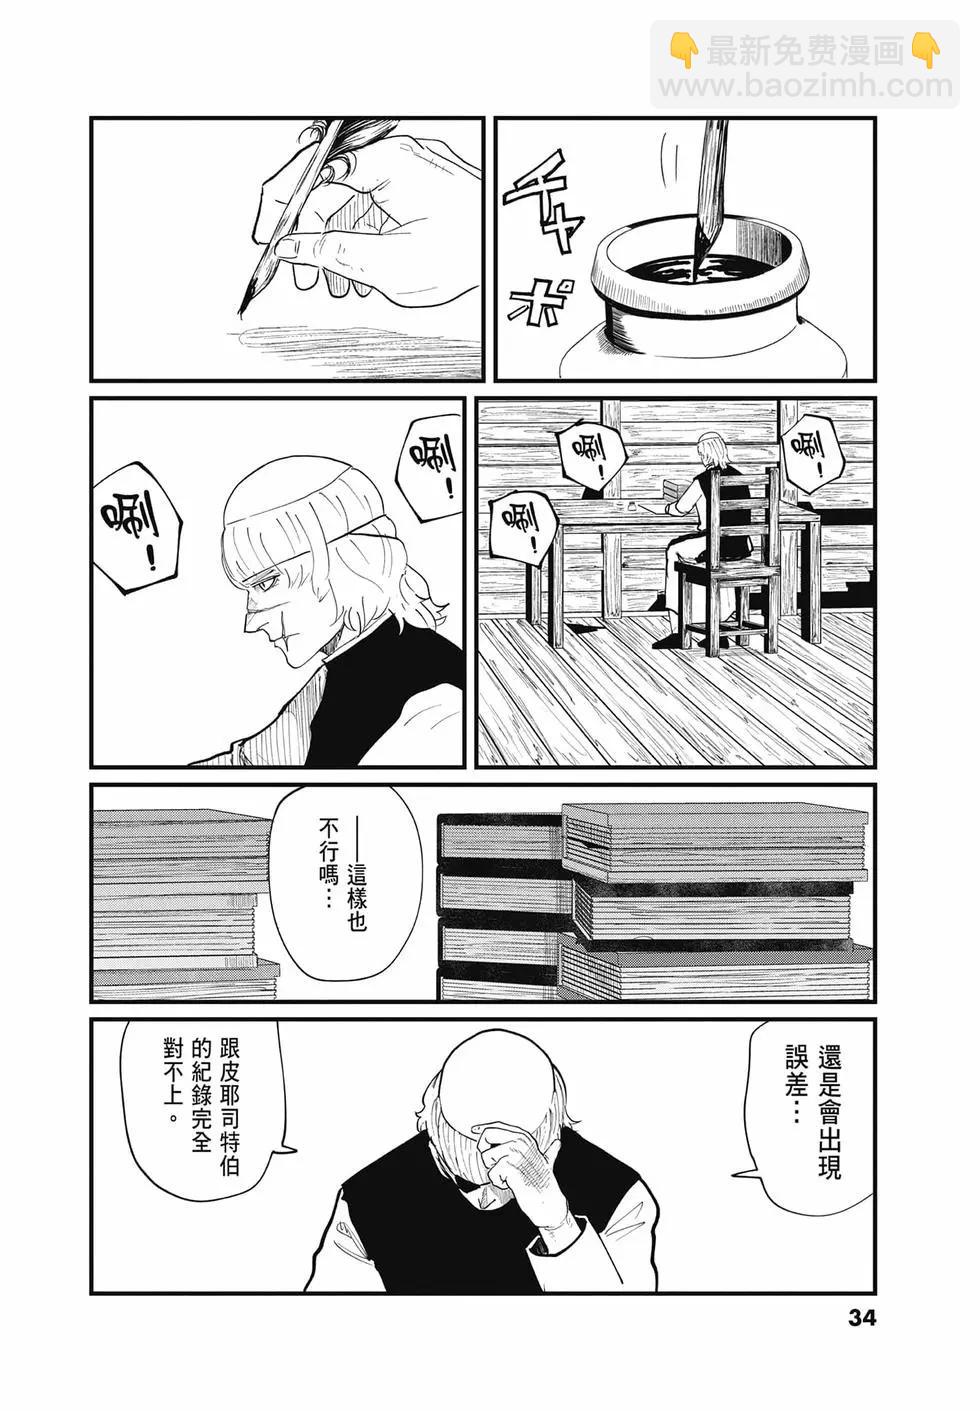 👇最新免费漫画👇
www.baozimh.com
チャ
ポ
唰!
唰!
唰!
唰!
唰!
——這樣也
不行嗎…
還是會出現
誤差…
跟皮耶司特伯
的紀錄完全
對不上。
34